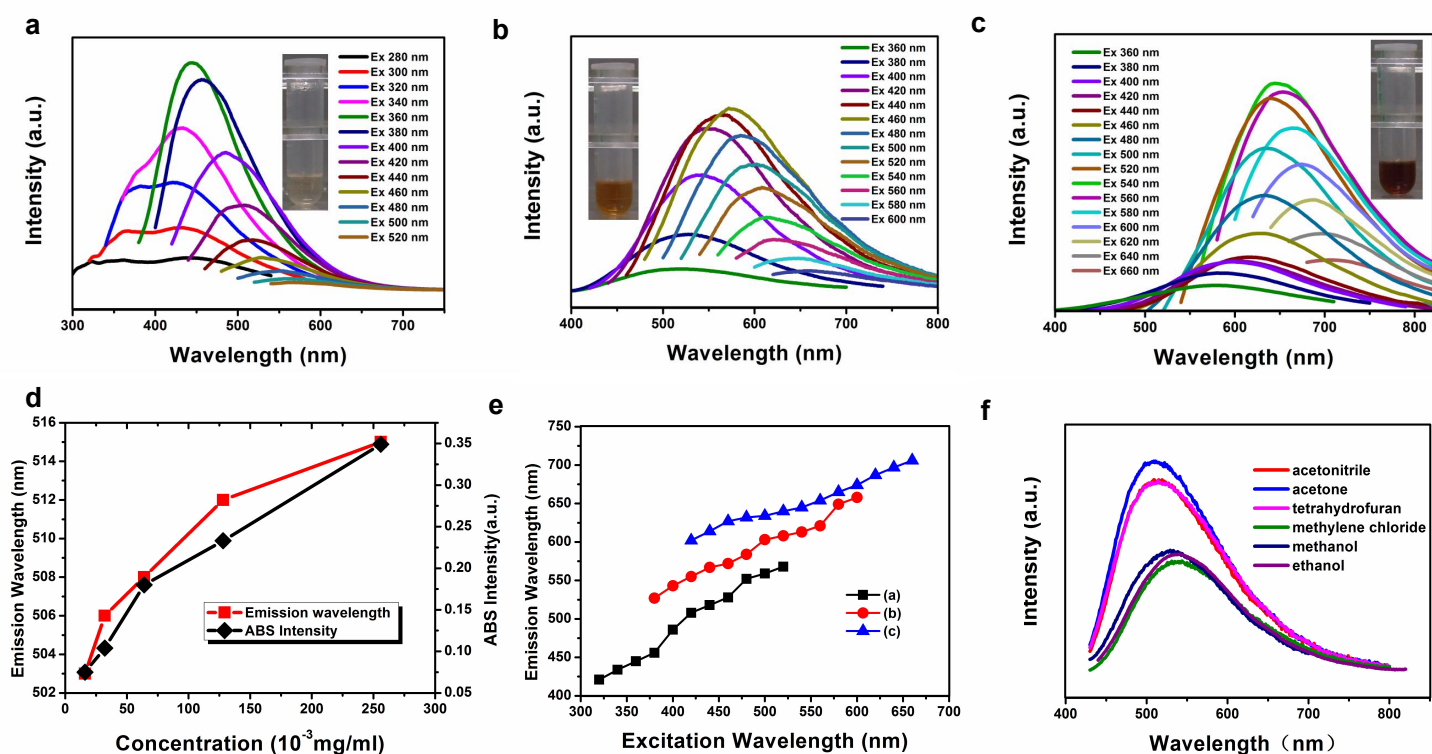 a
Intensity (a.u.)
Ex 280 nm
Ex 300 nm
Ex 320 nm
Ex 340 nm
Ex 360 nm
Ex 380 nm
Ex 400 nm
Ex 420 nm
Ex 440 nm
Ex 460 nm
Ex 480 nm
Ex 500 nm
Ex 520 nm
300 400 500 600 700
Wavelength (nm)
b
Intensity (a.u.)
Ex 360 nm
Ex 380 nm
Ex 400 nm
Ex 420 nm
Ex 440 nm
Ex 460 nm
Ex 480 nm
Ex 500 nm
Ex 520 nm
Ex 540 nm
Ex 560 nm
Ex 580 nm
Ex 600 nm
400 500 600 700 800
Wavelength (nm)
c
Intensity (a.u.)
Ex 360 nm
Ex 380 nm
Ex 400 nm
Ex 420 nm
Ex 440 nm
Ex 460 nm
Ex 480 nm
Ex 500 nm
Ex 520 nm
Ex 540 nm
Ex 560 nm
Ex 580 nm
Ex 600 nm
Ex 620 nm
Ex 640 nm
Ex 660 nm
400 500 600 700 800
Wavelength (nm)
d
Emission Wavelength (nm)
516
514
512
510
508
506
504
502
Emission wavelength
ABS Intensity
0.35
0.30
0.25
0.20
0.15
0.10
0.05
ABS Intensity(a.u.)
0 50 100 150 200 250 300
Concentration (10-3mg/ml)
e
Emission Wavelength (nm)
750
700
650
600
550
500
450
400
(a)
(b)
(c)
300 350 400 450 500 550 600 650 700
Excitation Wavelength (nm)
f
Intensity (a.u.)
acetonitrile
acetone
tetrahydrofuran
methylene chloride
methanol
ethanol
400 500 600 700 800
Wavelength（nm）